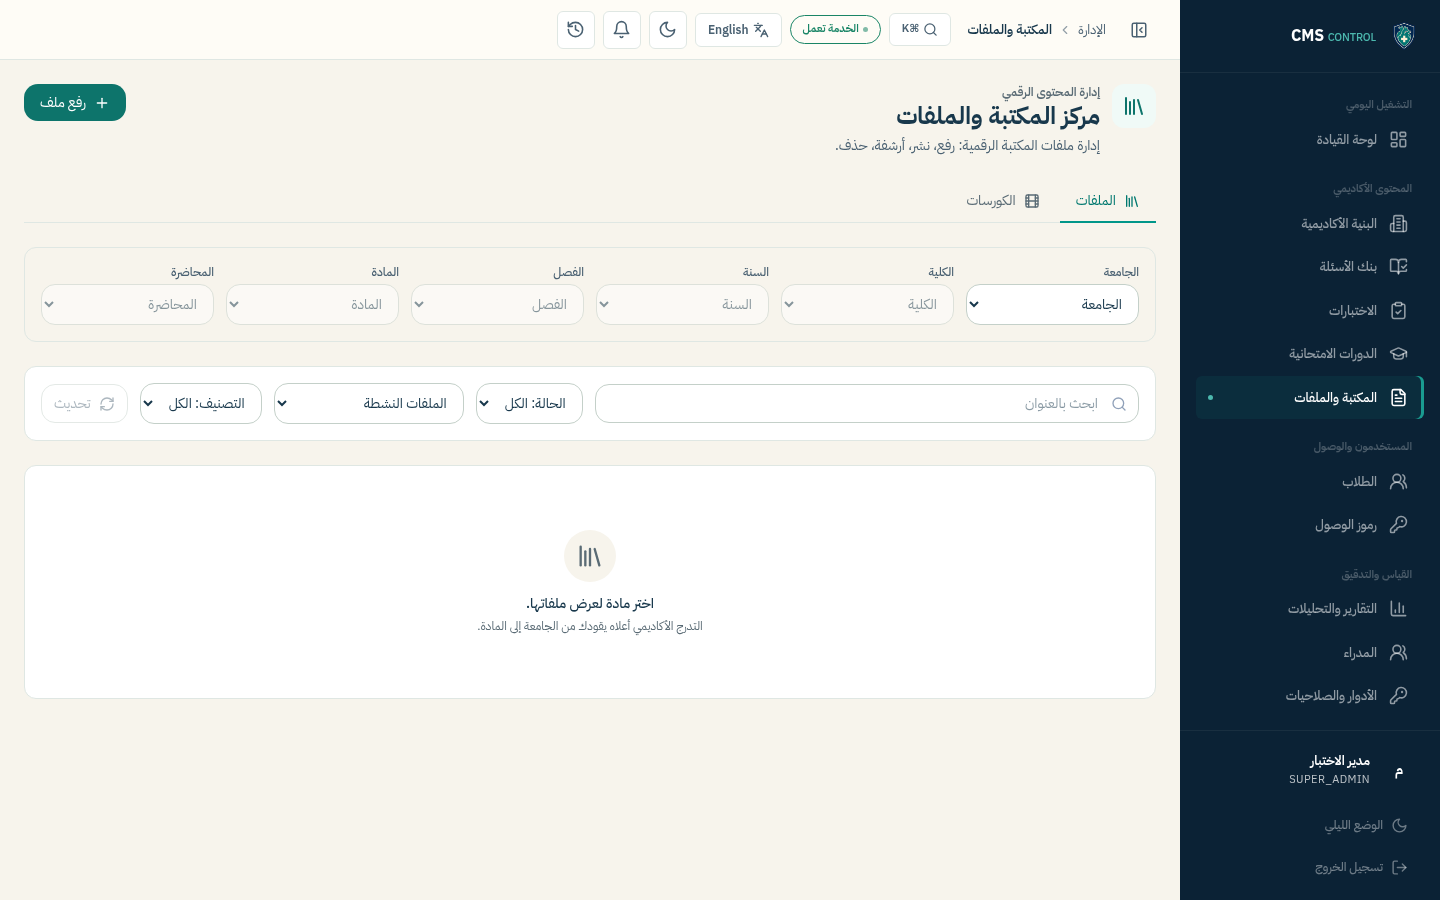 CMS CONTROL
التشغيل اليومي
لوحة القيادة
المحتوى الأكاديمي
البنية الأكاديمية
بنك الأسئلة
الاختبارات
الدورات الامتحانية
المكتبة والملفات
المستخدمون والوصول
الطلاب
رموز الوصول
القياس والتدقيق
التقارير والتحليلات
المدراء
الأدوار والصلاحيات
م
مدير الاختبار
SUPER_ADMIN
الوضع الليلي
تسجيل الخروج
الإدارة
المكتبة والملفات
⌘K
الخدمة تعمل
English
إدارة المحتوى الرقمي
مركز المكتبة والملفات
إدارة ملفات المكتبة الرقمية: رفع، نشر، أرشفة، حذف.
رفع ملف
الملفات
الكورسات
الجامعة
الكلية
السنة
الفصل
المادة
المحاضرة
الجامعة
الكلية
السنة
الفصل
المادة
المحاضرة
ابحث بالعنوان
الحالة: الكل
الملفات النشطة
التصنيف: الكل
تحديث
اختر مادة لعرض ملفاتها.
التدرج الأكاديمي أعلاه يقودك من الجامعة إلى المادة.